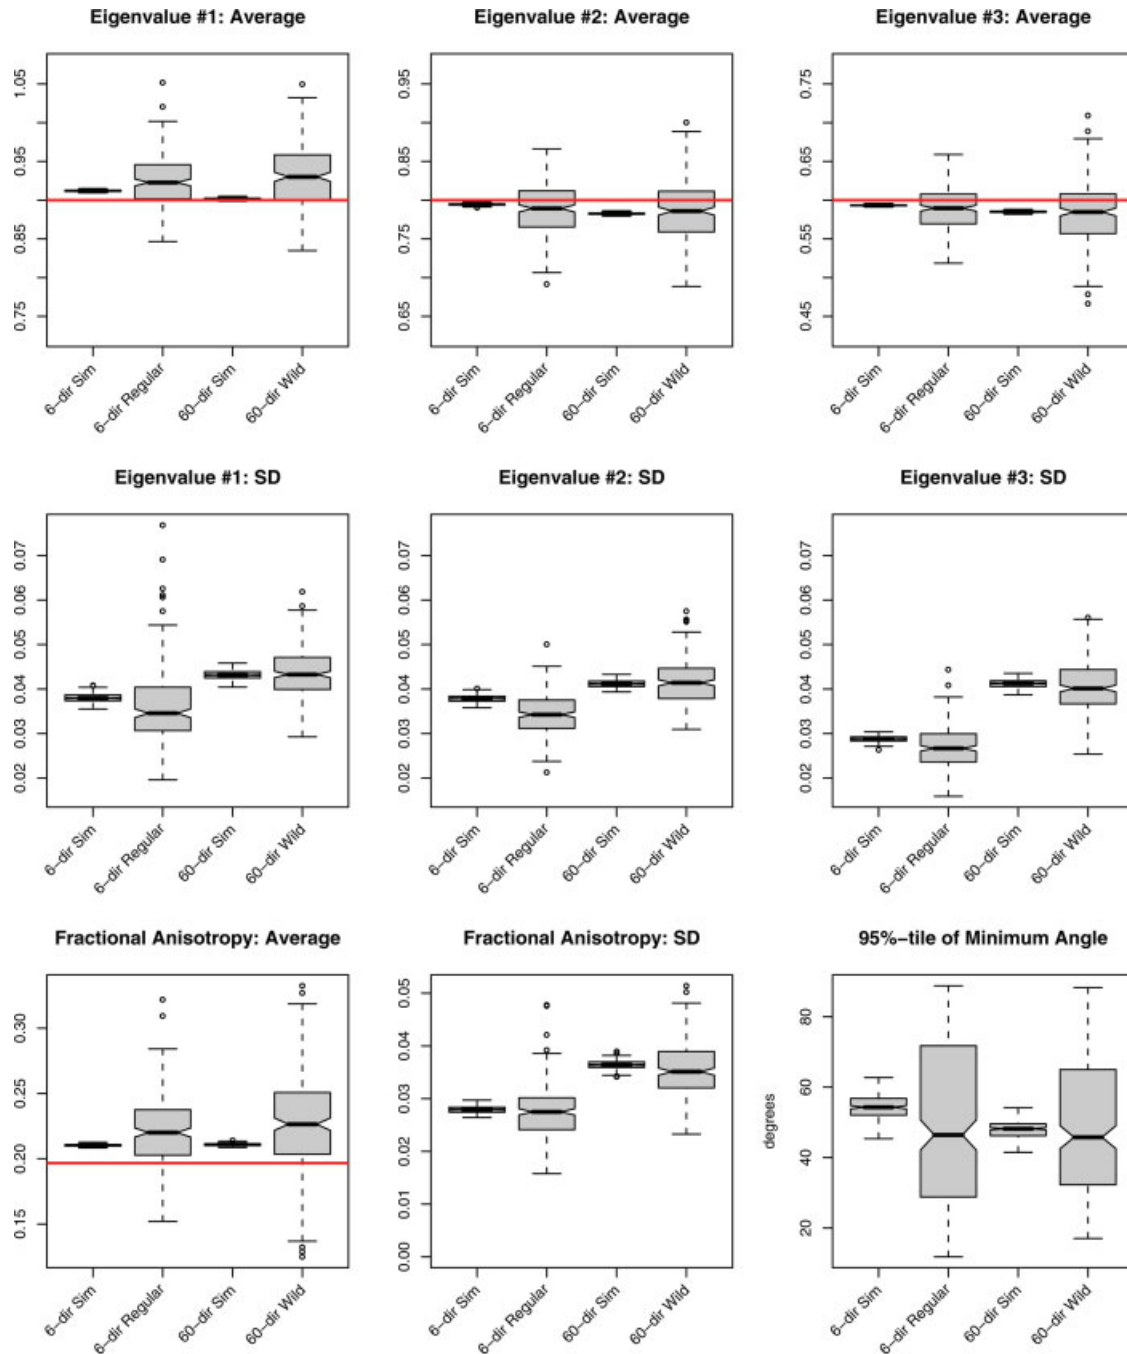 Eigenvalue #1: Average
Eigenvalue #2: Average
Eigenvalue #3: Average
1.05
0.95
0.85
0.75
0.95
0.85
0.75
0.65
0.75
0.65
0.55
0.45
6-dir Sim
6-dir Regular
60-dir Sim
60-dir Wild
6-dir Sim
6-dir Regular
60-dir Sim
60-dir Wild
6-dir Sim
6-dir Regular
60-dir Sim
60-dir Wild
Eigenvalue #1: SD
Eigenvalue #2: SD
Eigenvalue #3: SD
0.07
0.06
0.05
0.04
0.03
0.02
0.07
0.06
0.05
0.04
0.03
0.02
0.07
0.06
0.05
0.04
0.03
0.02
6-dir Sim
6-dir Regular
60-dir Sim
60-dir Wild
6-dir Sim
6-dir Regular
60-dir Sim
60-dir Wild
6-dir Sim
6-dir Regular
60-dir Sim
60-dir Wild
Fractional Anisotropy: Average
Fractional Anisotropy: SD
95%-tile of Minimum Angle
0.30
0.25
0.20
0.15
0.05
0.04
0.03
0.02
0.01
0.00
degrees
80
60
40
20
6-dir Sim
6-dir Regular
60-dir Sim
60-dir Wild
6-dir Sim
6-dir Regular
60-dir Sim
60-dir Wild
6-dir Sim
6-dir Regular
60-dir Sim
60-dir Wild